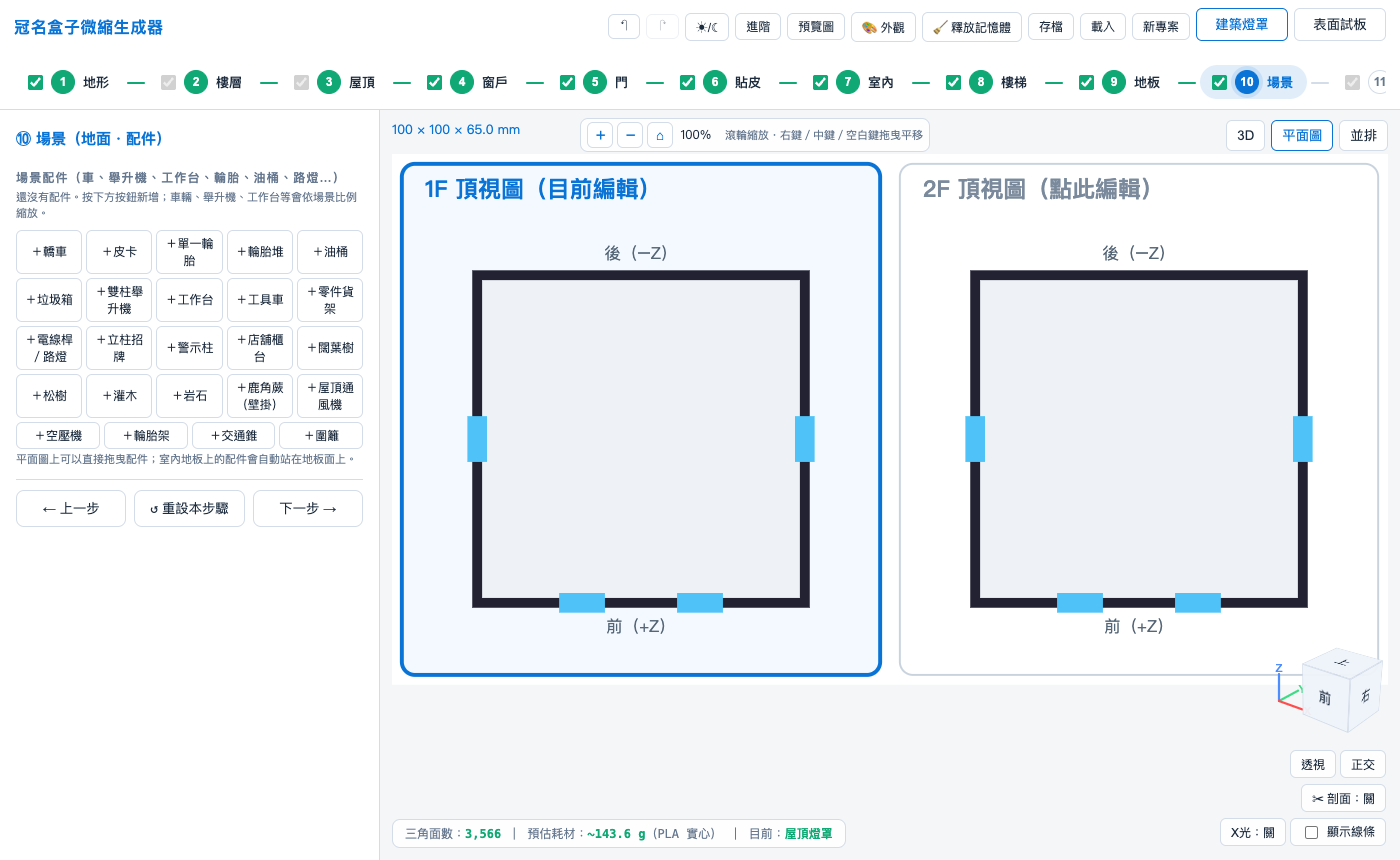 冠名盒子微縮生成器
↰ ↱ ☀/☾ 進階 預覽圖 🎨 外觀 🧹 釋放記憶體 存檔 載入 新專案 建築燈罩 表面試板
1 地形 2 樓層 3 屋頂 4 窗戶 5 門 6 貼皮 7 室內 8 樓梯 9 地板 10 場景 11
⑩ 場景（地面 · 配件）
場景配件（車、舉升機、工作台、輪胎、油桶、路燈…）
還沒有配件。按下方按鈕新增；車輛、舉升機、工作台等會依場景比例
縮放。
＋轎車 ＋皮卡 ＋單一輪胎 ＋輪胎堆 ＋油桶
＋垃圾箱 ＋雙柱舉升機 ＋工作台 ＋工具車 ＋零件貨架
＋電線桿 / 路燈 ＋立柱招牌 ＋警示柱 ＋店舖櫃台 ＋闊葉樹
＋松樹 ＋灌木 ＋岩石 ＋鹿角蕨 (壁掛) ＋屋頂通風機
＋空壓機 ＋輪胎架 ＋交通錐 ＋圍籬
平面圖上可以直接拖曳配件；室內地板上的配件會自動站在地板面上。
← 上一步 ↺ 重設本步驟 下一步 →
100 × 100 × 65.0 mm
+ − ⌂ 100% 滾輪縮放 · 右鍵 / 中鍵 / 空白鍵拖曳平移
3D 平面圖 並排
1F 頂視圖（目前編輯）
後（−Z）
前（+Z）
2F 頂視圖（點此編輯）
後（−Z）
前（+Z）
Z
上
前 右
透視 正交
✂ 剖面：關
X光：關 顯示線條
三角面數：3,566 | 預估耗材：~143.6 g (PLA 實心) | 目前：屋頂燈罩